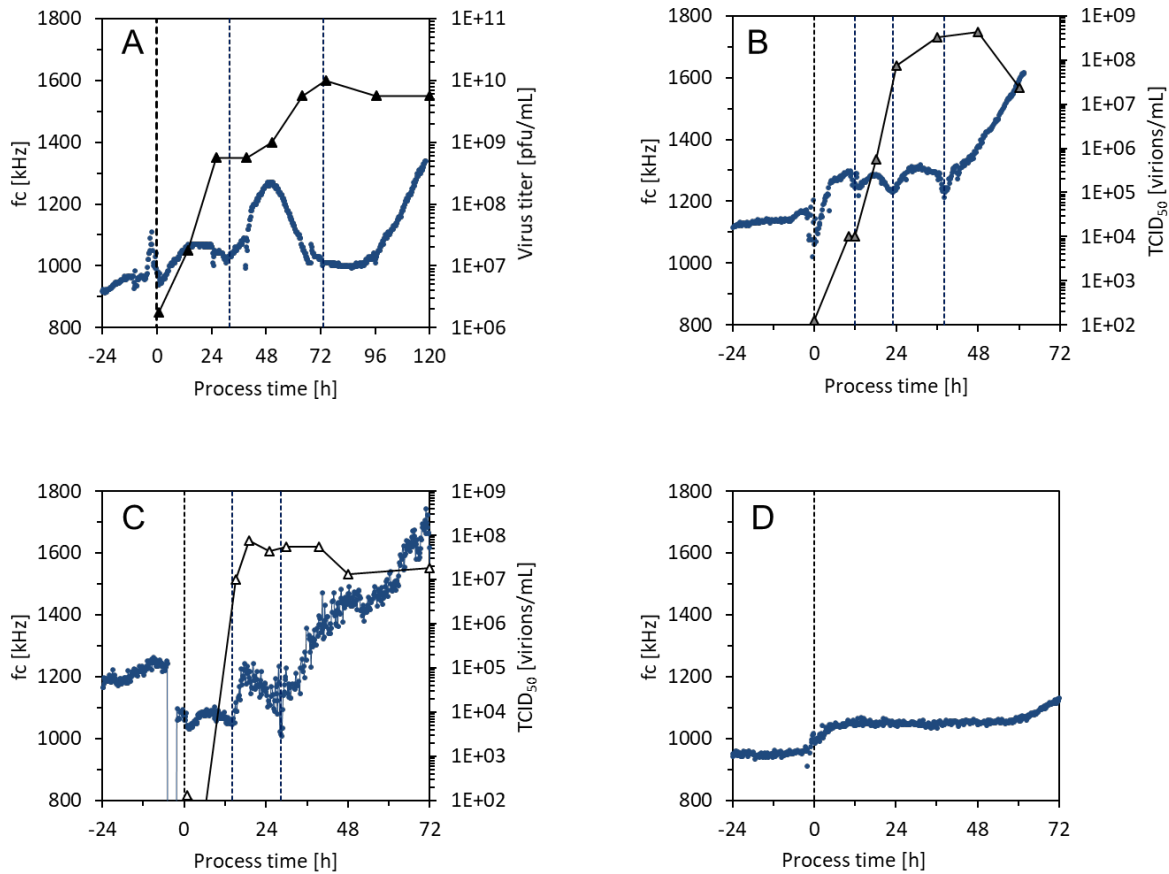 A
1800
1600
1400
1200
1000
800
fc [kHz]
-24 0 24 48 72 96 120
Process time [h]
1E+11
1E+10
1E+09
1E+08
1E+07
1E+06
Virus titer [pfu/mL]
B
1800
1600
1400
1200
1000
800
fc [kHz]
-24 0 24 48 72
Process time [h]
1E+09
1E+08
1E+07
1E+06
1E+05
1E+04
1E+03
1E+02
TCID50 [virions/mL]
C
1800
1600
1400
1200
1000
800
fc [kHz]
-24 0 24 48 72
Process time [h]
1E+09
1E+08
1E+07
1E+06
1E+05
1E+04
1E+03
1E+02
TCID50 [virions/mL]
D
1800
1600
1400
1200
1000
800
fc [kHz]
-24 0 24 48 72
Process time [h]